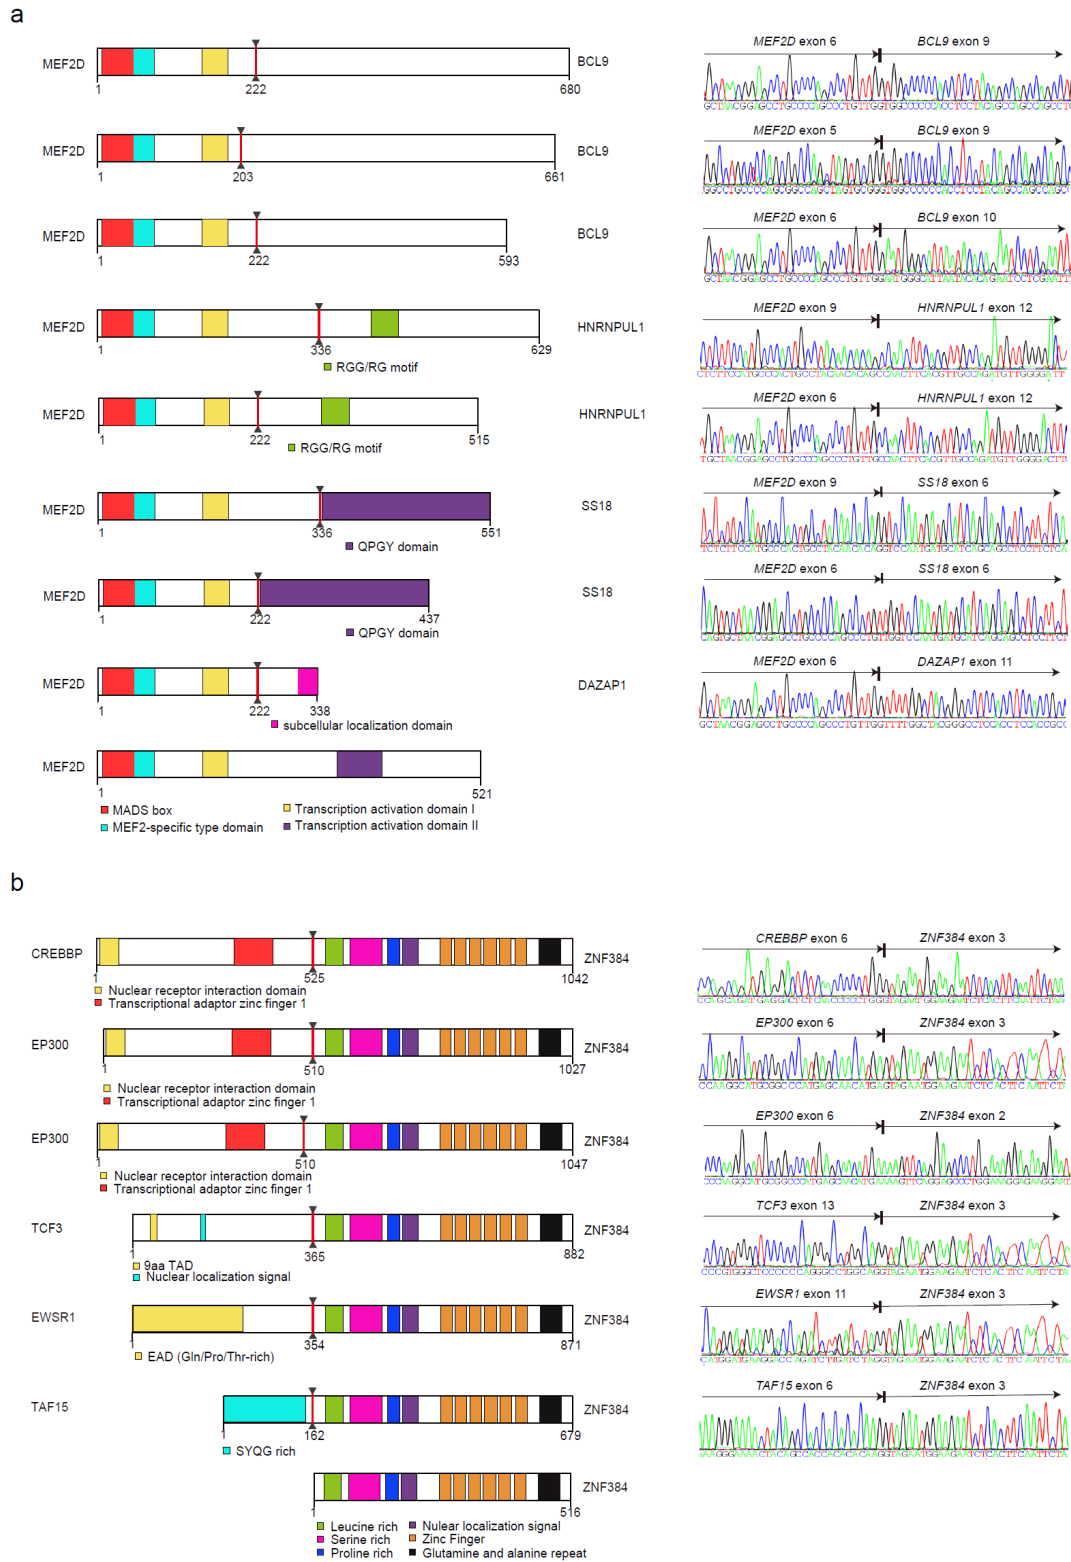 a
MEF2D BCL9
1 222 680
MEF2D exon 6 BCL9 exon 9
GCTAACGGAGCCTGCCCCAGCCCTGTTGGTGGCCCCCCACCTCCTACAGCCAGCCAGCCT
MEF2D BCL9
1 203 661
MEF2D exon 5 BCL9 exon 9
MEF2D BCL9
1 222 593
MEF2D exon 6 BCL9 exon 10
MEF2D HNRNPUL1
1 336 629
RGG/RG motif
MEF2D exon 9 HNRNPUL1 exon 12
CTCTTCCATGCCCACTGCCTACAACACAGCCAACTTCACGTTGCCAGATGTTGGGGATT
MEF2D HNRNPUL1
1 222 515
RGG/RG motif
MEF2D exon 6 HNRNPUL1 exon 12
TGCTAACGGAGCCTGCCCCAGCCCTGTTGCCAACTTCACGTTGCCAGATGTTGGGGACTT
MEF2D SS18
1 336 551
QPGY domain
MEF2D exon 9 SS18 exon 6
TCTCTTCCATGCCCACTGCCTACAACACAGGTCCAATGATGCATCAGCAGCCTCCTTCTCA
MEF2D SS18
1 222 437
QPGY domain
MEF2D exon 6 SS18 exon 6
CAGTGCTAACGGAGCCTGCCCCAGCCCTGTTGGTCCAATGATGCATCAGCAGCCTCCTTCT
MEF2D DAZAP1
1 222 338
subcellular localization domain
MEF2D exon 6 DAZAP1 exon 11
GCTAACGGAGCCTGCCCCAGCCCTGTTGGTTTTGGCTACGGGCCTCCACCTCCACCGCC
MEF2D
1 521
MADS box Transcription activation domain I
MEF2-specific type domain Transcription activation domain II
b
CREBBP ZNF384
1 525 1042
Nuclear receptor interaction domain
Transcriptional adaptor zinc finger 1
CREBBP exon 6 ZNF384 exon 3
CCAGCAGATGAGGACTCTCAACCCCCTGGGTAGAATGGAAGAATCTCACTTCAATTCTAA
EP300 ZNF384
1 510 1027
Nuclear receptor interaction domain
Transcriptional adaptor zinc finger 1
EP300 exon 6 ZNF384 exon 3
CCAAGGCATGCGGCCCATGAGCAACATGAGTAGAATGGAAGAATCTCACTTCAATTCTA
EP300 ZNF384
1 510 1047
Nuclear receptor interaction domain
Transcriptional adaptor zinc finger 1
EP300 exon 6 ZNF384 exon 2
CCCAAGGCATGCGGCCCATGAGCAACATGAAAAGTTCAGGAGCCCTGGAAAGGAGAAGGAAT
TCF3 ZNF384
1 365 882
9aa TAD
Nuclear localization signal
TCF3 exon 13 ZNF384 exon 3
CCCGTGGGCTCCCCCCCAGGGCCTGGCAGGTAGAATGGAAGAATCTCACTTCAATTCTA
EWSR1 ZNF384
1 354 871
EAD (Gln/Pro/Thr-rich)
EWSR1 exon 11 ZNF384 exon 3
CATGGATGAAGGACCAGATCTTGATCTAGGTAGAATGGAAGAATCTCACTTCAATTCTA
TAF15 ZNF384
1 162 679
SYQG rich
TAF15 exon 6 ZNF384 exon 3
AAGGGAAAACTACAGCCACCACACACAAGGTAGAATGGAAGAATCTCACTTCAATTCTA
ZNF384
1 516
Leucine rich Nulear localization signal
Serine rich Zinc Finger
Proline rich Glutamine and alanine repeat